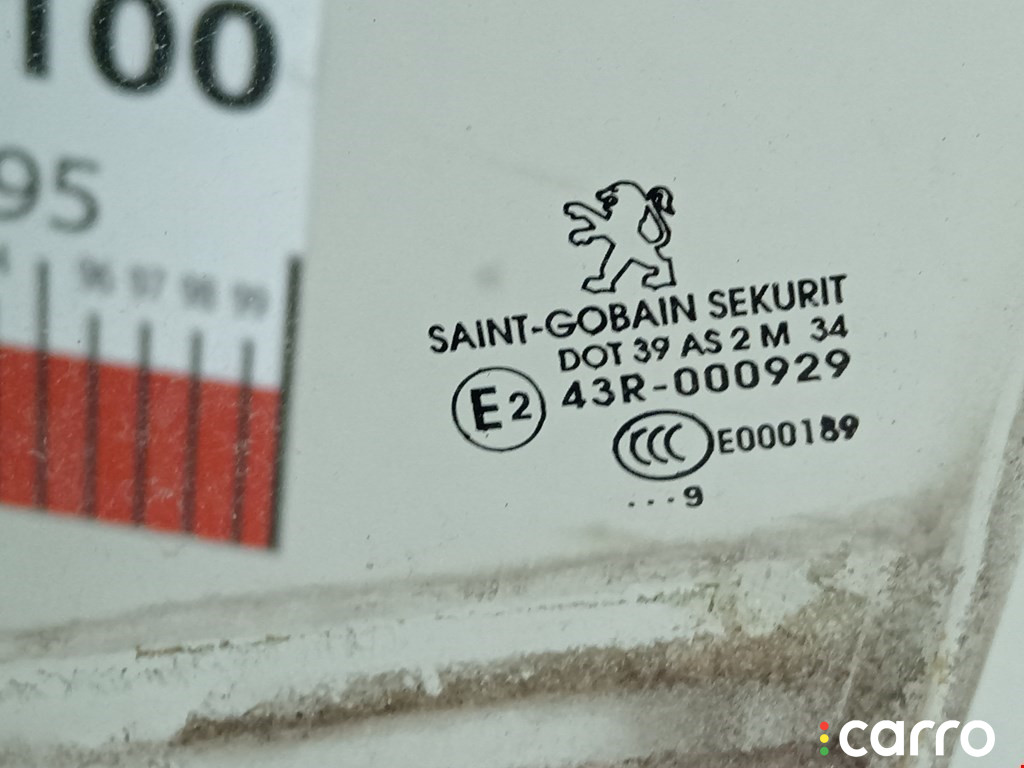 100
95
96 97 98 99
SAINT-GOBAIN SEKURIT
DOT 39 AS 2 M 34
E2 43R-000929
CCC E000189
...9
carro